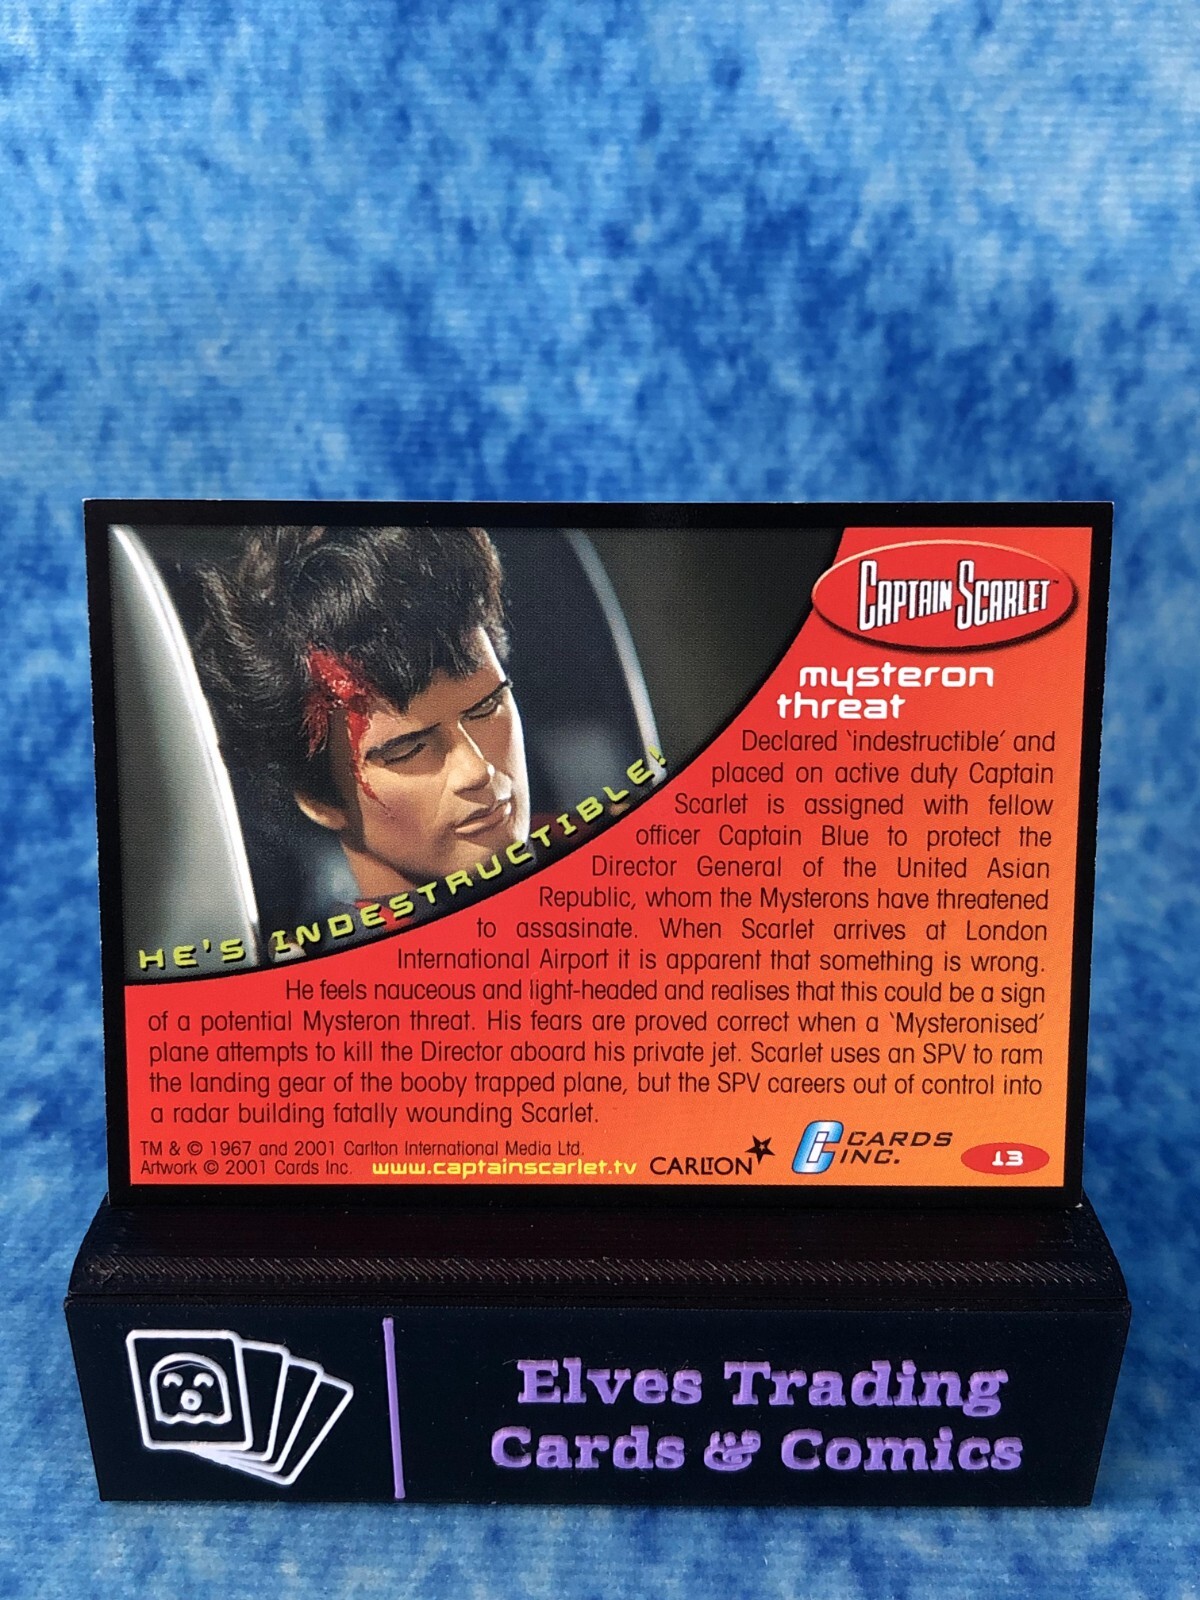 CAPTAIN SCARLET™
mysteron
threat
Declared 'indestructible' and
placed on active duty Captain
Scarlet is assigned with fellow
officer Captain Blue to protect the
Director General of the United Asian
Republic, whom the Mysterons have threatened
to assasinate. When Scarlet arrives at London
International Airport it is apparent that something is wrong.
He feels nauceous and light-headed and realises that this could be a sign
of a potential Mysteron threat. His fears are proved correct when a 'Mysteronised'
plane attempts to kill the Director aboard his private jet. Scarlet uses an SPV to ram
the landing gear of the booby trapped plane, but the SPV careers out of control into
a radar building fatally wounding Scarlet.
HE'S INDESTRUCTIBLE!
TM & © 1967 and 2001 Carlton International Media Ltd.
Artwork © 2001 Cards Inc. www.captainscarlet.tv CARLTON
CARDS
INC.
13
Elves Trading
Cards & Comics